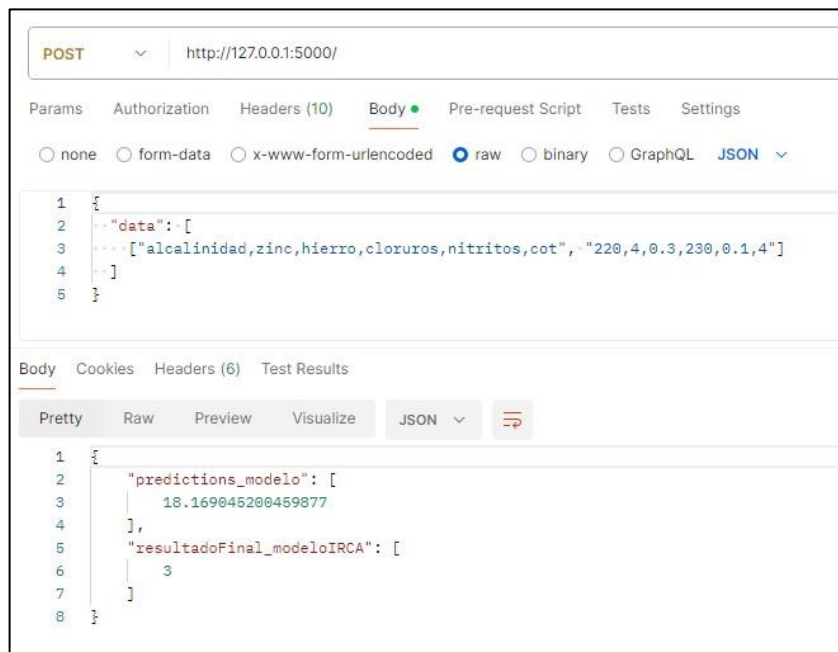 POST http://127.0.0.1:5000/
Params Authorization Headers (10) Body Pre-request Script Tests Settings
none form-data x-www-form-urlencoded raw binary GraphQL JSON
1 {
2 "data": [
3 ["alcalinidad,zinc,hierro,cloruros,nitritos,cot", "220,4,0.3,230,0.1,4"]
4 ]
5 }
Body Cookies Headers (6) Test Results
Pretty Raw Preview Visualize JSON
1 {
2 "predictions_modelo": [
3 18.169045200459877
4 ],
5 "resultadoFinal_modeloIRCA": [
6 3
7 ]
8 }